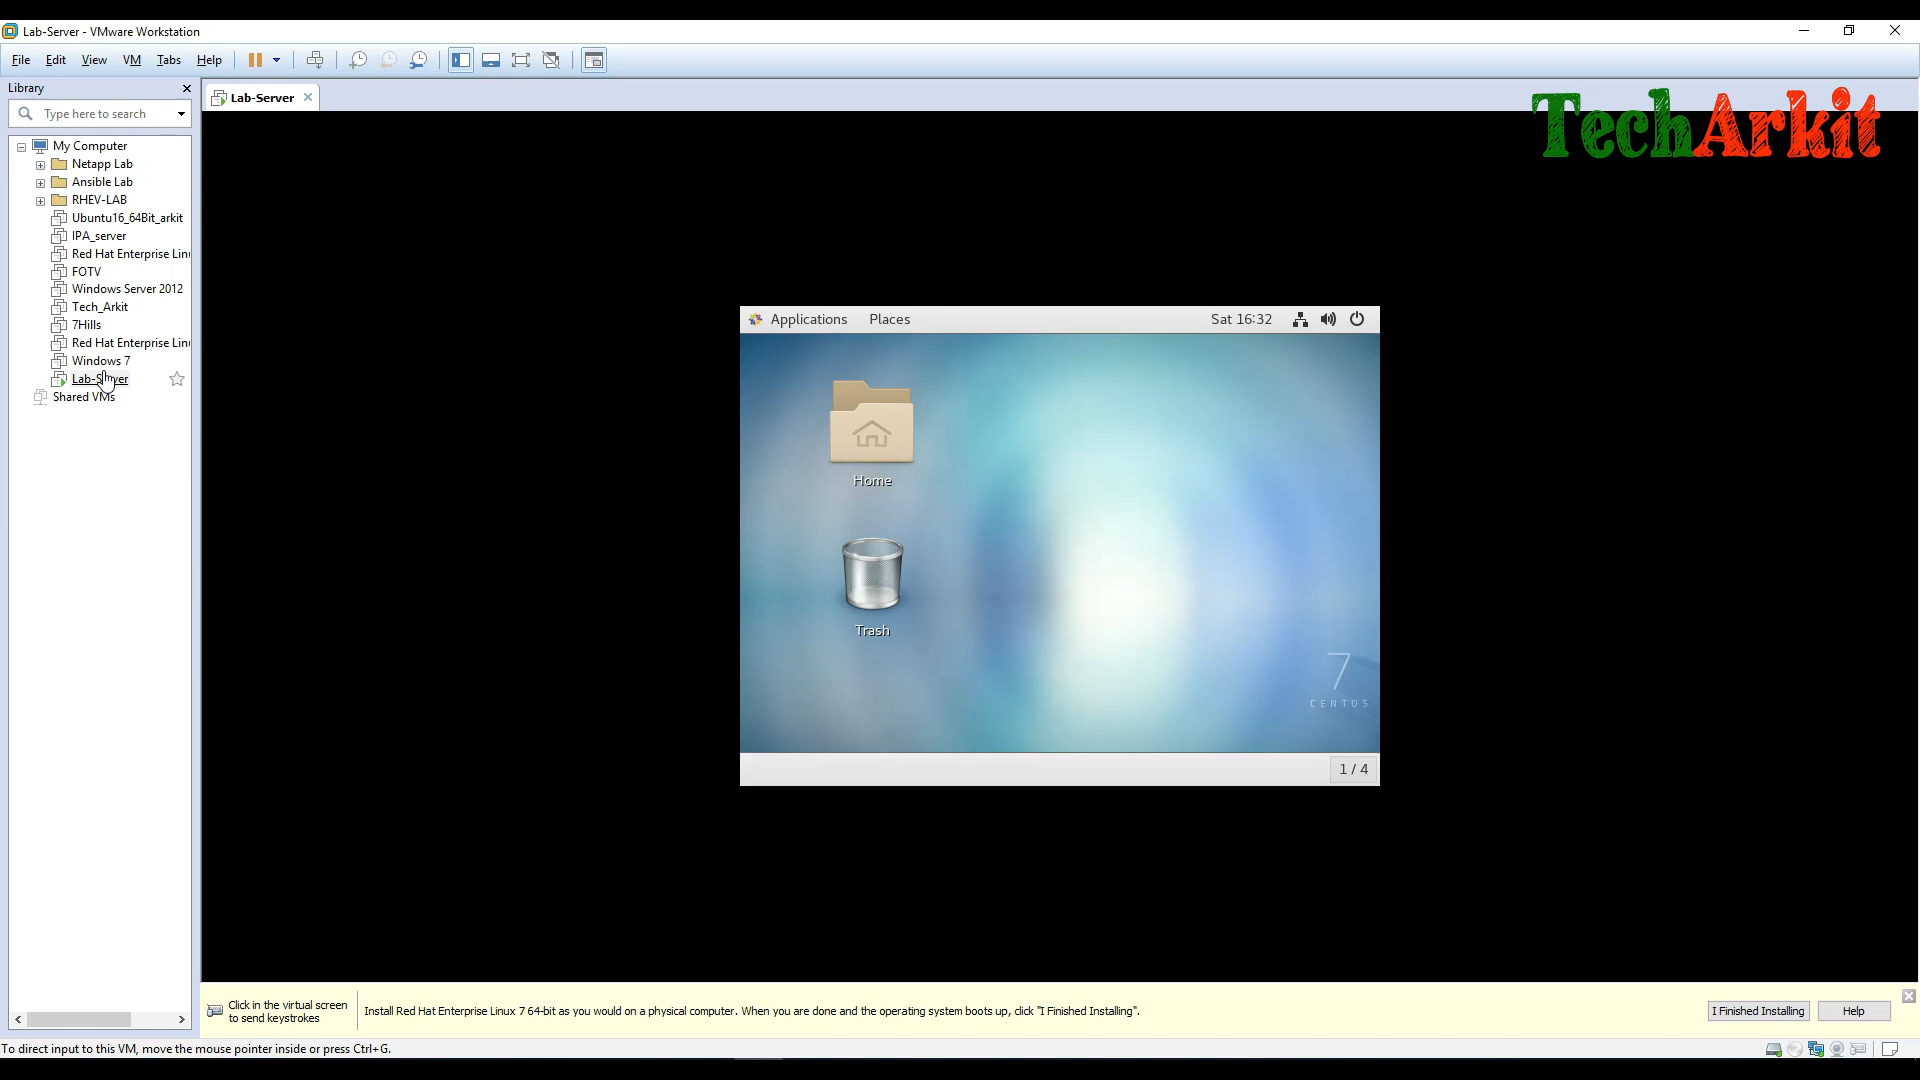 Lab-Server - VMware Workstation
File Edit View VM Tabs Help
Library
Lab-Server
TechArkit
Type here to search
My Computer
Netapp Lab
Ansible Lab
RHEV-LAB
Ubuntu16_64Bit_arkit
IPA_server
Red Hat Enterprise Linu
FOTV
Windows Server 2012
Tech_Arkit
7Hills
Red Hat Enterprise Linu
Windows 7
Lab-Server
Shared VMs
Applications Places Sat 16:32
Home
Trash
7
CENTOS
1 / 4
Click in the virtual screen
to send keystrokes
Install Red Hat Enterprise Linux 7 64-bit as you would on a physical computer. When you are done and the operating system boots up, click "I Finished Installing".
I Finished Installing
Help
To direct input to this VM, move the mouse pointer inside or press Ctrl+G.